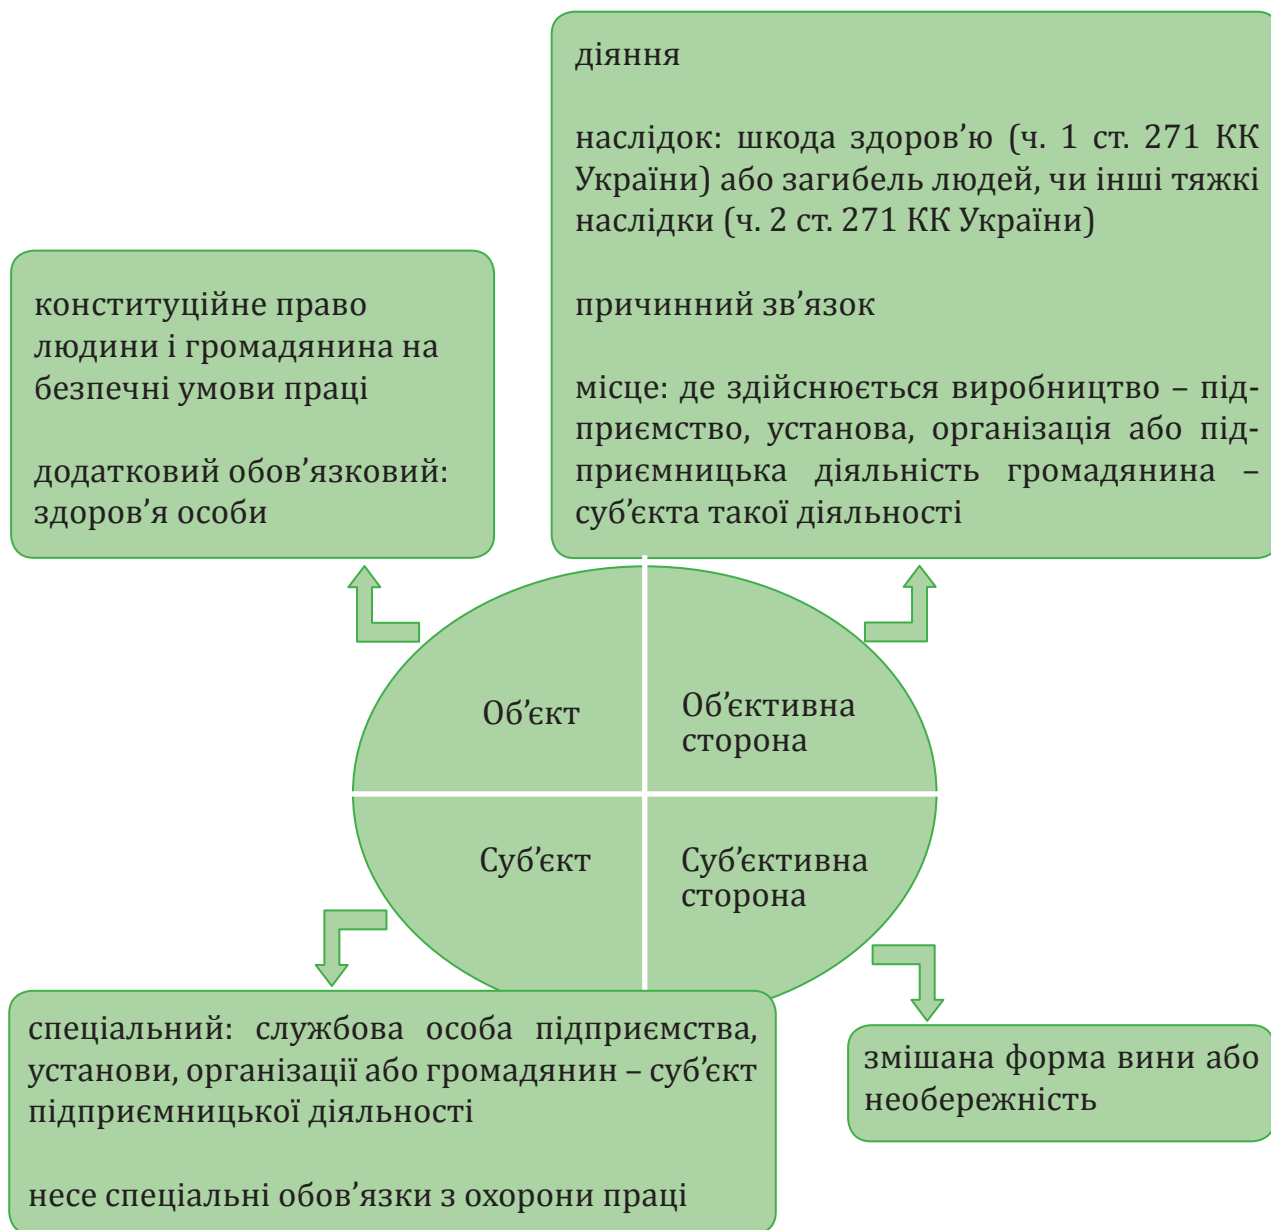 діяння
наслідок: шкода здоров’ю (ч. 1 ст. 271 КК
України) або загибель людей, чи інші тяжкі
наслідки (ч. 2 ст. 271 КК України)
причинний зв’язок
місце: де здійснюється виробництво – під-
приємство, установа, організація або під-
приємницька діяльність громадянина –
суб’єкта такої діяльності
конституційне право
людини і громадянина на
безпечні умови праці
додатковий обов’язковий:
здоров’я особи
Об’єкт
Об’єктивна
сторона
Суб’єкт
Суб’єктивна
сторона
спеціальний: службова особа підприємства,
установи, організації або громадянин – суб’єкт
підприємницької діяльності
несе спеціальні обов’язки з охорони праці
змішана форма вини або
необережність